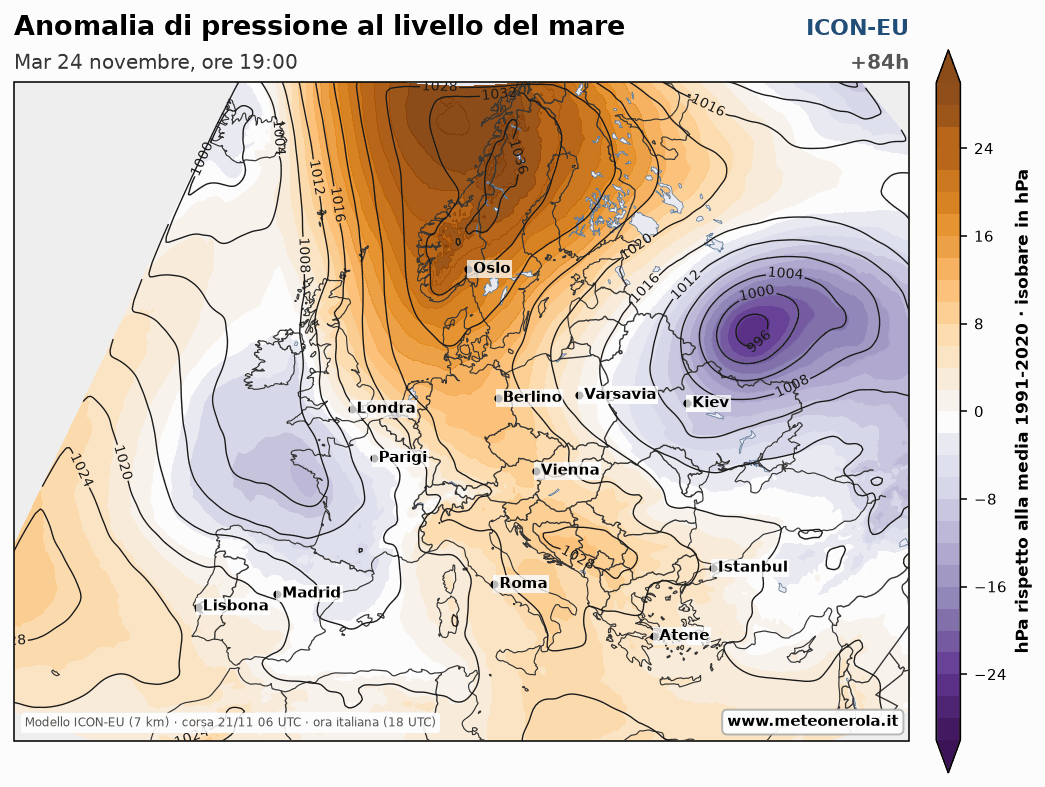 Anomalia di pressione al livello del mare
ICON-EU
Mar 24 novembre, ore 19:00
+84h
1028
1032
1016
1004
1000
1012
1016
1036
1008
Oslo
1020
1016
1012
1004
1000
996
1008
Londra
Berlino
Varsavia
Kiev
Parigi
Vienna
1024
1020
1020
Istanbul
Madrid
Roma
Lisbona
Atene
28
1024
Modello ICON-EU (7 km) · corsa 21/11 06 UTC · ora italiana (18 UTC)
www.meteonerola.it
24
16
8
0
−8
−16
−24
hPa rispetto alla media 1991-2020 · isobare in hPa